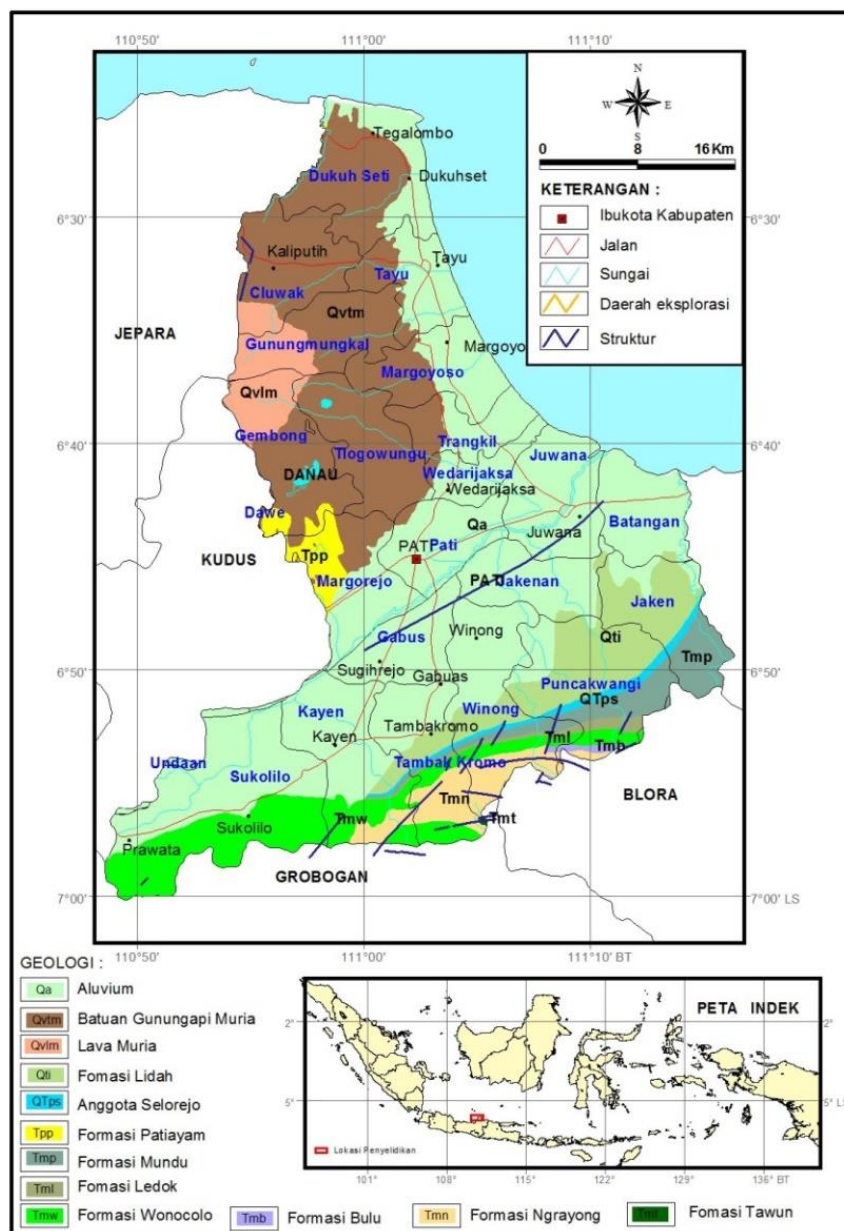 110°50'
111°00'
111°10'
N
W
E
S
0
8
16 Km
KETERANGAN :
Ibukota Kabupaten
Jalan
Sungai
Daerah eksplorasi
Struktur
Tegalombo
Dukuh Seti
Dukuhset
6°30'
6°30'
Kaliputih
Tayu
Tayu
Cluwak
Qvtm
JEPARA
Gunungmungkal
Margoyo
Margoyoso
Qvlm
6°40'
6°40'
Gembong
Trangkil
Tlogowungu
Juwana
DANAU
Wedarijaksa
Wedarijaksa
Dawe
Qa
Juwana
Batangan
KUDUS
Tpp
PATI
Pati
Margorejo
PATI
Jakenan
Jaken
Gabus
Winong
Qti
Tmp
Sugihrejo
6°50'
6°50'
Gabuas
Puncakwangi
QTps
Kayen
Winong
Kayen
Tambakromo
Tml
Tmb
Undaan
Tambak Kromo
Sukolilo
Tmn
BLORA
Tmw
Tmt
Sukolilo
Prawata
GROBOGAN
7°00'
7°00' LS
110°50'
111°00'
111°10' BT
GEOLOGI :
Qa Aluvium
Qvtm Batuan Gunungapi Muria
Qvlm Lava Muria
Qti Fomasi Lidah
QTps Anggota Selorejo
Tpp Formasi Patiayam
Tmp Formasi Mundu
Tml Fomasi Ledok
Tmw Formasi Wonocolo
Tmb Formasi Bulu
Tmn Formasi Ngrayong
Tmt Fomasi Tawun
PETA INDEK
2°
2°
5°
5° LS
Lokasi Penyelidikan
101°
108°
115°
122°
129°
136° BT